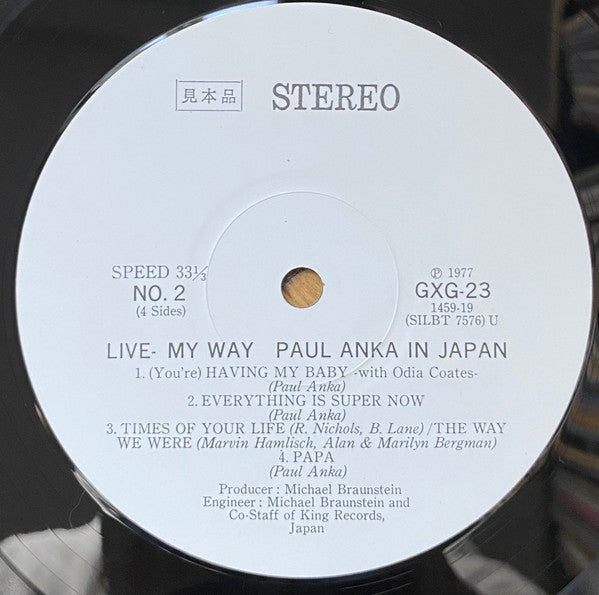 見本品 STEREO
SPEED 33⅓
NO. 2
(4 Sides)
℗ 1977
GXG-23
1459-19
(SILBT 7576) U
LIVE- MY WAY PAUL ANKA IN JAPAN
1. (You're) HAVING MY BABY -with Odia Coates-
(Paul Anka)
2. EVERYTHING IS SUPER NOW
(Paul Anka)
3. TIMES OF YOUR LIFE (R. Nichols, B. Lane)/THE WAY
WE WERE (Marvin Hamlisch, Alan & Marilyn Bergman)
4. PAPA
(Paul Anka)
Producer : Michael Braunstein
Engineer : Michael Braunstein and
Co-Staff of King Records,
Japan